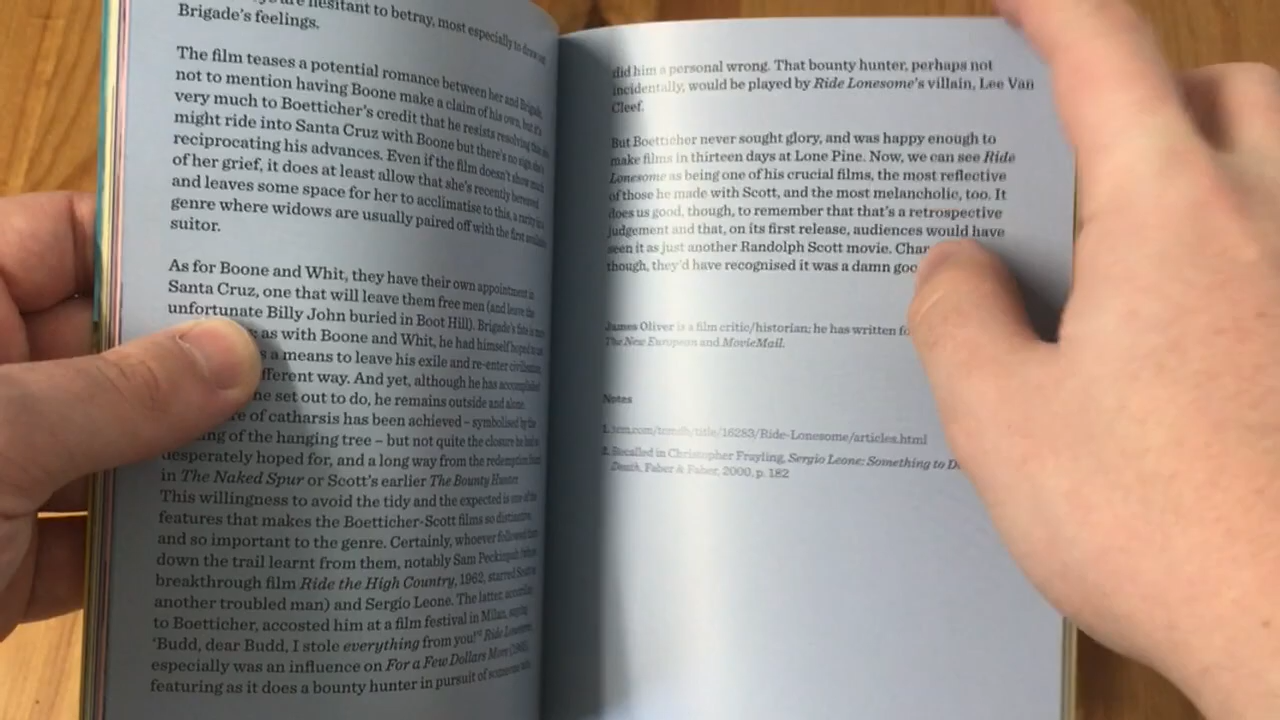 hesitant to betray, most especially to draw out
Brigade's feelings.
The film teases a potential romance between her and Brigade,
not to mention having Boone make a claim of his own, but it's
very much to Boetticher's credit that he resists resolving this
might ride into Santa Cruz with Boone but there's no sign she's
reciprocating his advances. Even if the film doesn't show much
of her grief, it does at least allow that she's recently bereaved
and leaves some space for her to acclimatise to this, a rarity in a
genre where widows are usually paired off with the first available
suitor.
As for Boone and Whit, they have their own appointment in
Santa Cruz, one that will leave them free men (and leave the
unfortunate Billy John buried in Boot Hill). Brigade's fate is
as with Boone and Whit, he had himself hoped to
a means to leave his exile and re-enter civilisation,
way. And yet, although he has accomplished
he set out to do, he remains outside and alone.
of catharsis has been achieved – symbolised by the
of the hanging tree – but not quite the closure he had so
desperately hoped for, and a long way from the redemption
in The Naked Spur or Scott's earlier The Bounty Hunter.
This willingness to avoid the tidy and the expected is one of the
features that makes the Boetticher-Scott films so distinctive,
and so important to the genre. Certainly, whoever followed
down the trail learnt from them, notably Sam Peckinpah (whose
breakthrough film Ride the High Country, 1962, starred Scott as
another troubled man) and Sergio Leone. The latter, according
to Boetticher, accosted him at a film festival in Milan, saying
'Budd, dear Budd, I stole everything from you!'² Ride Lonesome
especially was an influence on For a Few Dollars More (1965),
featuring as it does a bounty hunter in pursuit of someone who
did him a personal wrong. That bounty hunter, perhaps not
incidentally, would be played by Ride Lonesome's villain, Lee Van
Cleef.
But Boetticher never sought glory, and was happy enough to
make films in thirteen days at Lone Pine. Now, we can see Ride
Lonesome as being one of his crucial films, the most reflective
of those he made with Scott, and the most melancholic, too. It
does us good, though, to remember that that's a retrospective
judgement and that, on its first release, audiences would have
seen it as just another Randolph Scott movie.
though, they'd have recognised it was a damn
James Oliver is a film critic/historian; he has written
The New European and MovieMail.
Notes
1. tcm.com/tcmdb/title/16283/Ride-Lonesome/articles.html
2. Recalled in Christopher Frayling, Sergio Leone: Something to
Death, Faber & Faber, 2000, p. 182